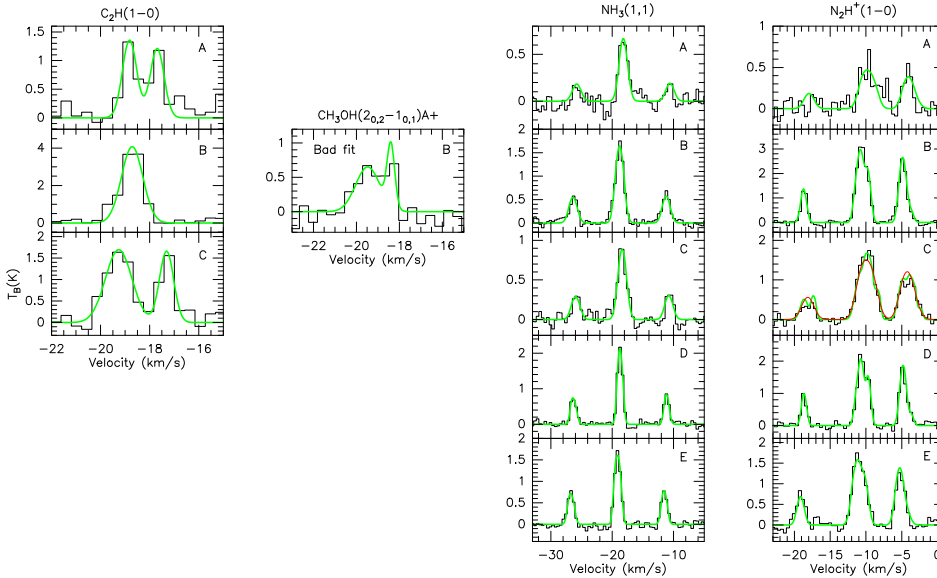 C₂H(1−0)
A
1.5
1
0.5
0
B
4
2
0
C
2
1.5
1
0.5
0
T_B(K)
−22 −20 −18 −16
Velocity (km/s)
CH₃OH(2₀,₂−1₀,₁)A+
Bad fit B
1
0.5
0
−22 −20 −18 −16
Velocity (km/s)
NH₃(1,1)
A
0.5
0
B
1.5
1
0.5
0
C
1
0.5
0
D
2
1
0
E
2
1.5
1
0.5
0
−30 −20 −10
Velocity (km/s)
N₂H⁺(1−0)
A
1
0.5
0
B
3
2
1
0
C
2
1
0
D
2
1
0
E
2
1.5
1
0.5
0
−20 −15 −10 −5 0
Velocity (km/s)